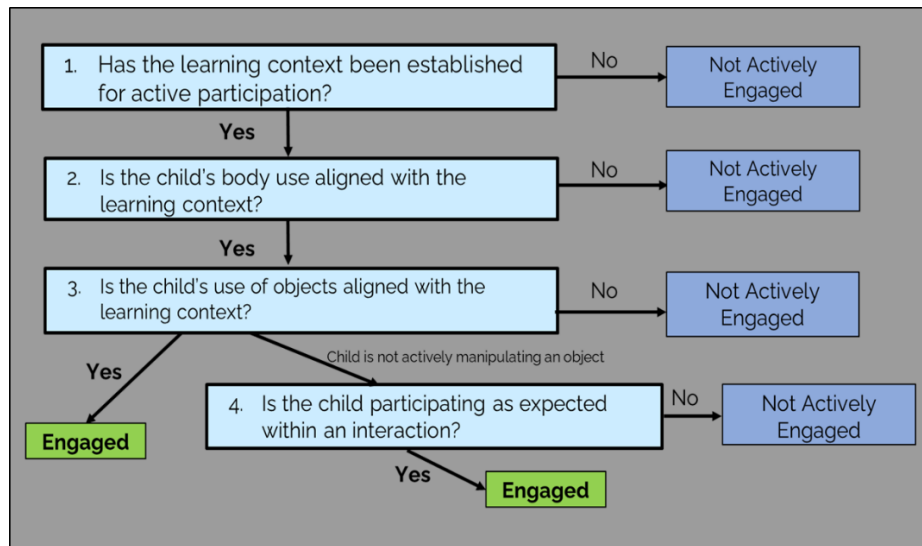 1. Has the learning context been established
for active participation?
No
Not Actively
Engaged
Yes
2. Is the child's body use aligned with the
learning context?
No
Not Actively
Engaged
Yes
3. Is the child's use of objects aligned with the
learning context?
No
Not Actively
Engaged
Yes
Child is not actively manipulating an object
4. Is the child participating as expected
within an interaction?
No
Not Actively
Engaged
Engaged
Yes
Engaged